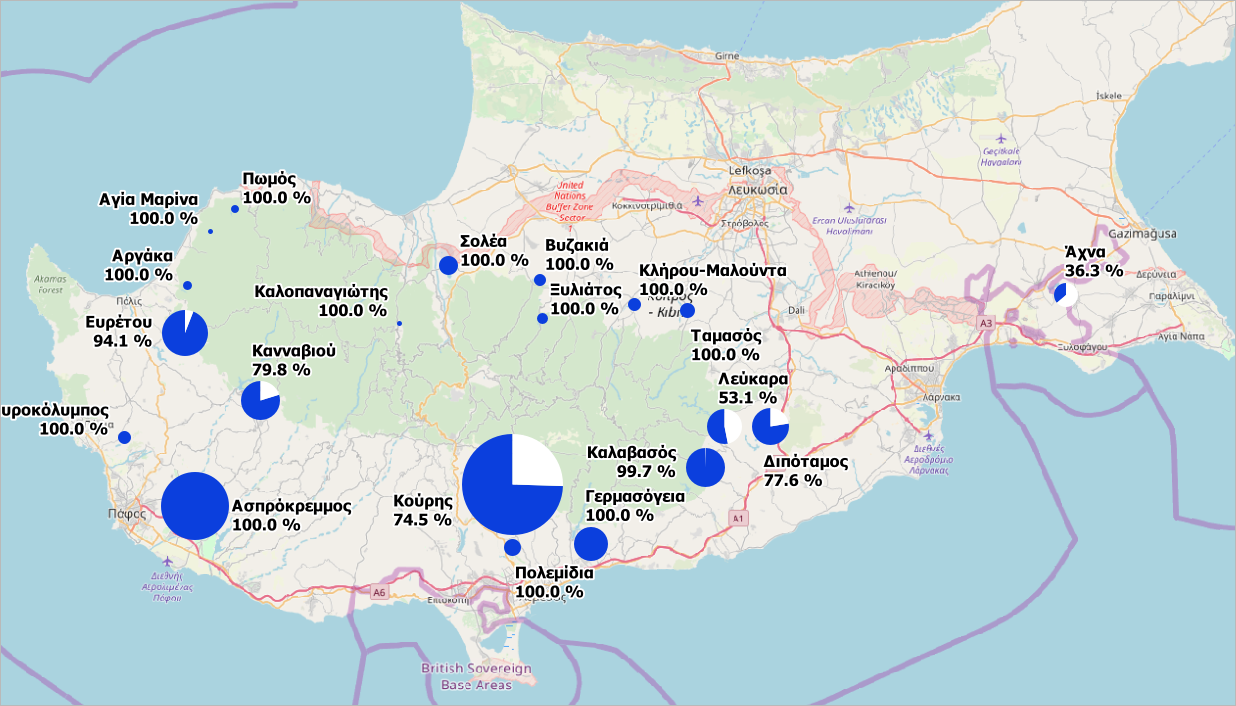 Girne
İskele
Geçitkale
Havaalanı
Lefkoşa
Λευκωσία
United
Nations
Buffer Zone
Sector
1
Κοκκινοτριμιθιά
Στρόβολος
Ercan Uluslararası
Havalimanı
Gazimağusa
Πωμός
100.0 %
Αγία Μαρίνα
100.0 %
Αργάκα
100.0 %
Σολέα
100.0 %
Βυζακιά
100.0 %
Άχνα
36.3 %
Κλήρου-Μαλούντα
100.0 %
Ξυλιάτος
100.0 %
Καλοπαναγιώτης
100.0 %
Akamas
Forest
Πόλις
Athienou/
Kiracıköy
Dali
Δερύνεια
Παραλίμνι
A3
Αγία Νάπα
Ξυλοφάγου
Ευρέτου
94.1 %
Κανναβιού
79.8 %
Ταμασός
100.0 %
Λεύκαρα
53.1 %
Αραδίππου
Λάρνακα
υροκόλυμπος
100.0 %
Καλαβασός
99.7 %
Διπόταμος
77.6 %
Διεθνές
Αεροδρόμιο
Λάρνακας
Πάφος
Ασπρόκρεμμος
100.0 %
Κούρης
74.5 %
Γερμασόγεια
100.0 %
A1
Διεθνής
Αερολιμένας
Πάφου
Πολεμίδια
100.0 %
A6
Επισκοπή
British Sovereign
Base Areas